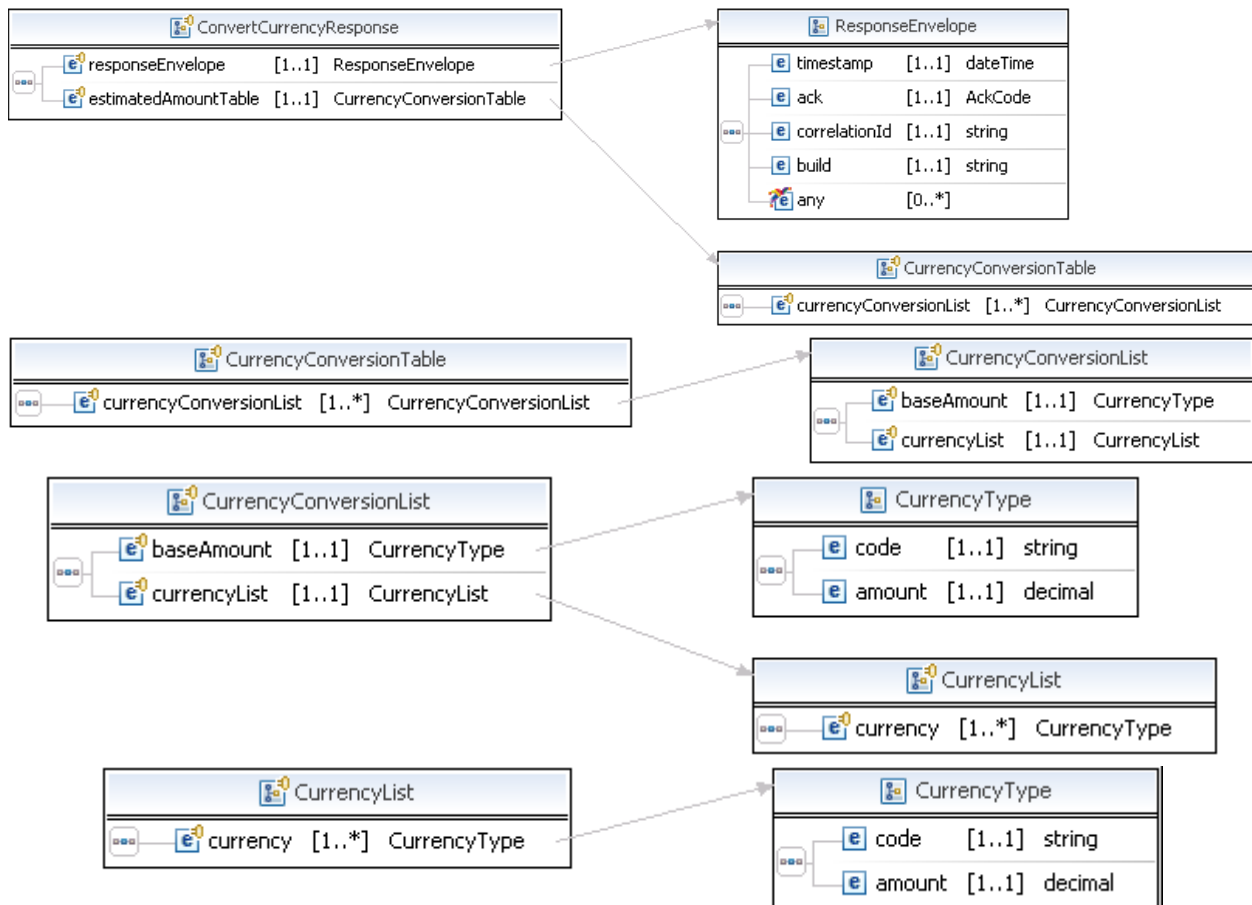 ConvertCurrencyResponse
responseEnvelope [1..1] ResponseEnvelope
estimatedAmountTable [1..1] CurrencyConversionTable
ResponseEnvelope
timestamp [1..1] dateTime
ack [1..1] AckCode
correlationId [1..1] string
build [1..1] string
any [0..*]
CurrencyConversionTable
currencyConversionList [1..*] CurrencyConversionList
CurrencyConversionTable
currencyConversionList [1..*] CurrencyConversionList
CurrencyConversionList
baseAmount [1..1] CurrencyType
currencyList [1..1] CurrencyList
CurrencyConversionList
baseAmount [1..1] CurrencyType
currencyList [1..1] CurrencyList
CurrencyType
code [1..1] string
amount [1..1] decimal
CurrencyList
currency [1..*] CurrencyType
CurrencyList
currency [1..*] CurrencyType
CurrencyType
code [1..1] string
amount [1..1] decimal